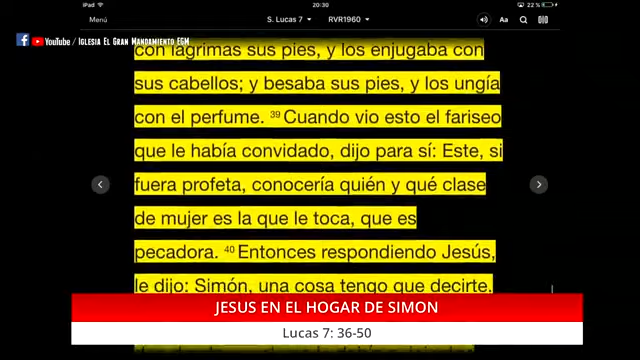 iPad
20:30
22 %
Menú
S. Lucas 7
RVR1960
Aa
YouTube / Iglesia El Gran Mandamiento EGM
con lágrimas sus pies, y los enjugaba con
sus cabellos; y besaba sus pies, y los ungía
con el perfume. 39 Cuando vio esto el fariseo
que le había convidado, dijo para sí: Este, si
fuera profeta, conocería quién y qué clase
de mujer es la que le toca, que es
pecadora. 40 Entonces respondiendo Jesús,
le dijo: Simón, una cosa tengo que decirte.
JESUS EN EL HOGAR DE SIMON
Lucas 7: 36-50